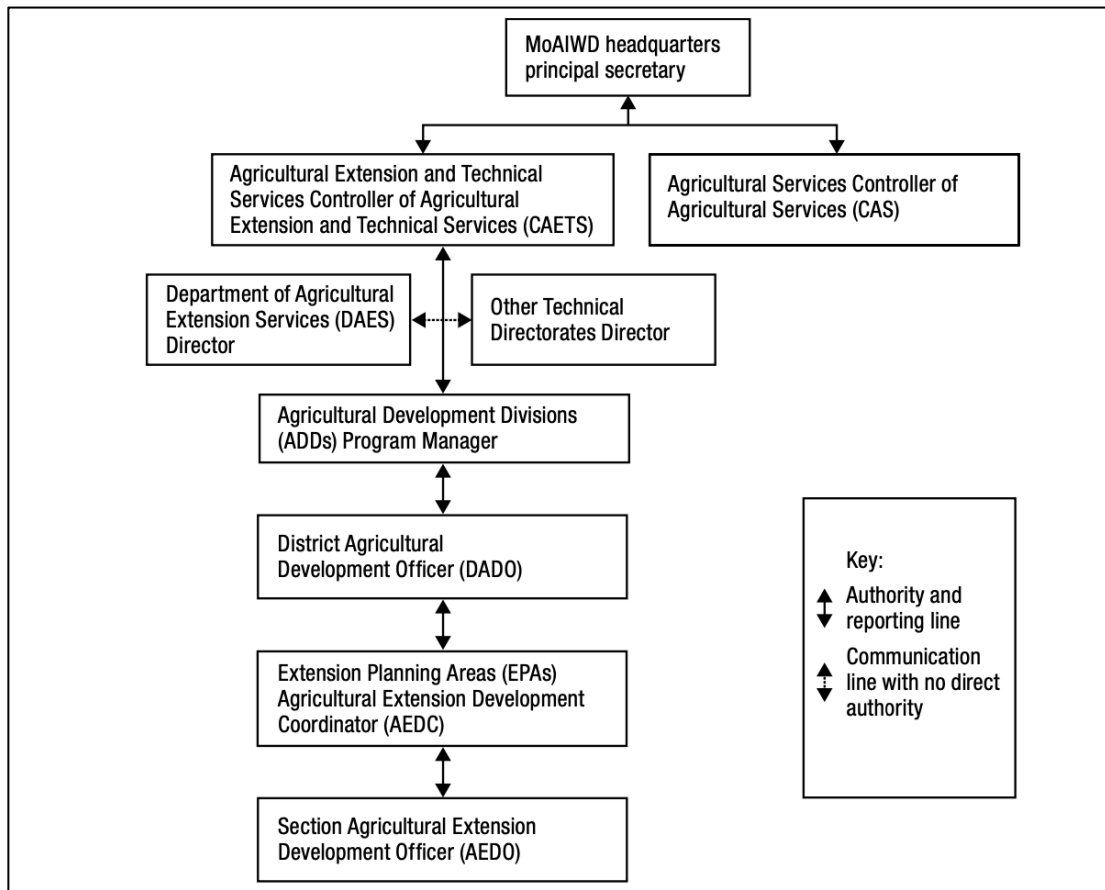 MoAIWD headquarters
principal secretary
Agricultural Extension and Technical
Services Controller of Agricultural
Extension and Technical Services (CAETS)
Agricultural Services Controller of
Agricultural Services (CAS)
Department of Agricultural
Extension Services (DAES)
Director
Other Technical
Directorates Director
Agricultural Development Divisions
(ADDs) Program Manager
District Agricultural
Development Officer (DADO)
Extension Planning Areas (EPAs)
Agricultural Extension Development
Coordinator (AEDC)
Section Agricultural Extension
Development Officer (AEDO)
Key:
Authority and
reporting line
Communication
line with no direct
authority